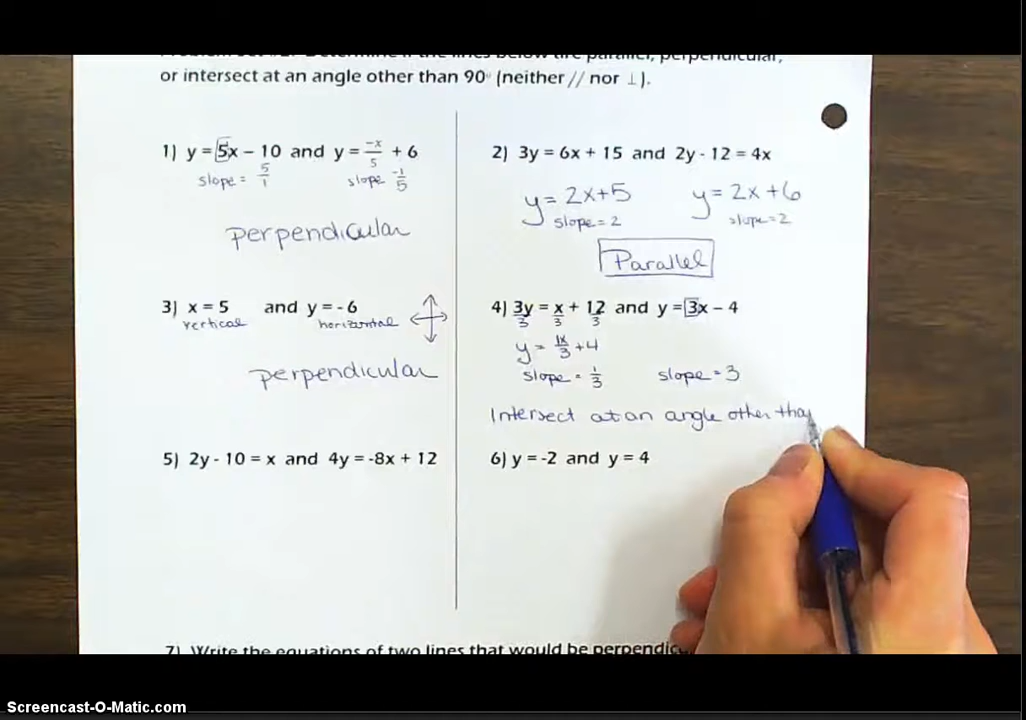 or intersect at an angle other than 90° (neither // nor ⊥).
1) y = 5x – 10 and y = -x/5 + 6
slope = 5/1 slope -1/5
perpendicular
2) 3y = 6x + 15 and 2y - 12 = 4x
y = 2x+5 y = 2x+6
slope = 2 slope = 2
Parallel
3) x = 5 and y = - 6
vertical horizontal
perpendicular
4) 3y = x + 12 and y = 3x – 4
3 3 3
y = 1x/3 + 4
slope = 1/3 slope = 3
Intersect at an angle other than
5) 2y - 10 = x and 4y = -8x + 12
6) y = -2 and y = 4
7) Write the equations of two lines that would be perpendic
Screencast-O-Matic.com